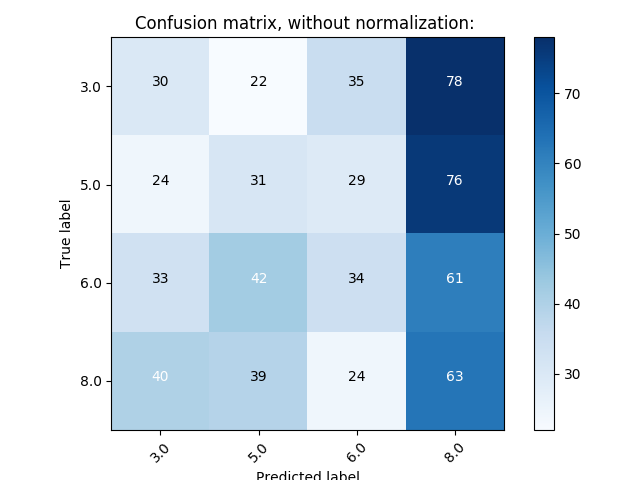 Confusion matrix, without normalization:
3.0 30 22 35 78
5.0 24 31 29 76
6.0 33 42 34 61
8.0 40 39 24 63
True label
3.0 5.0 6.0 8.0
Predicted label
70
60
50
40
30